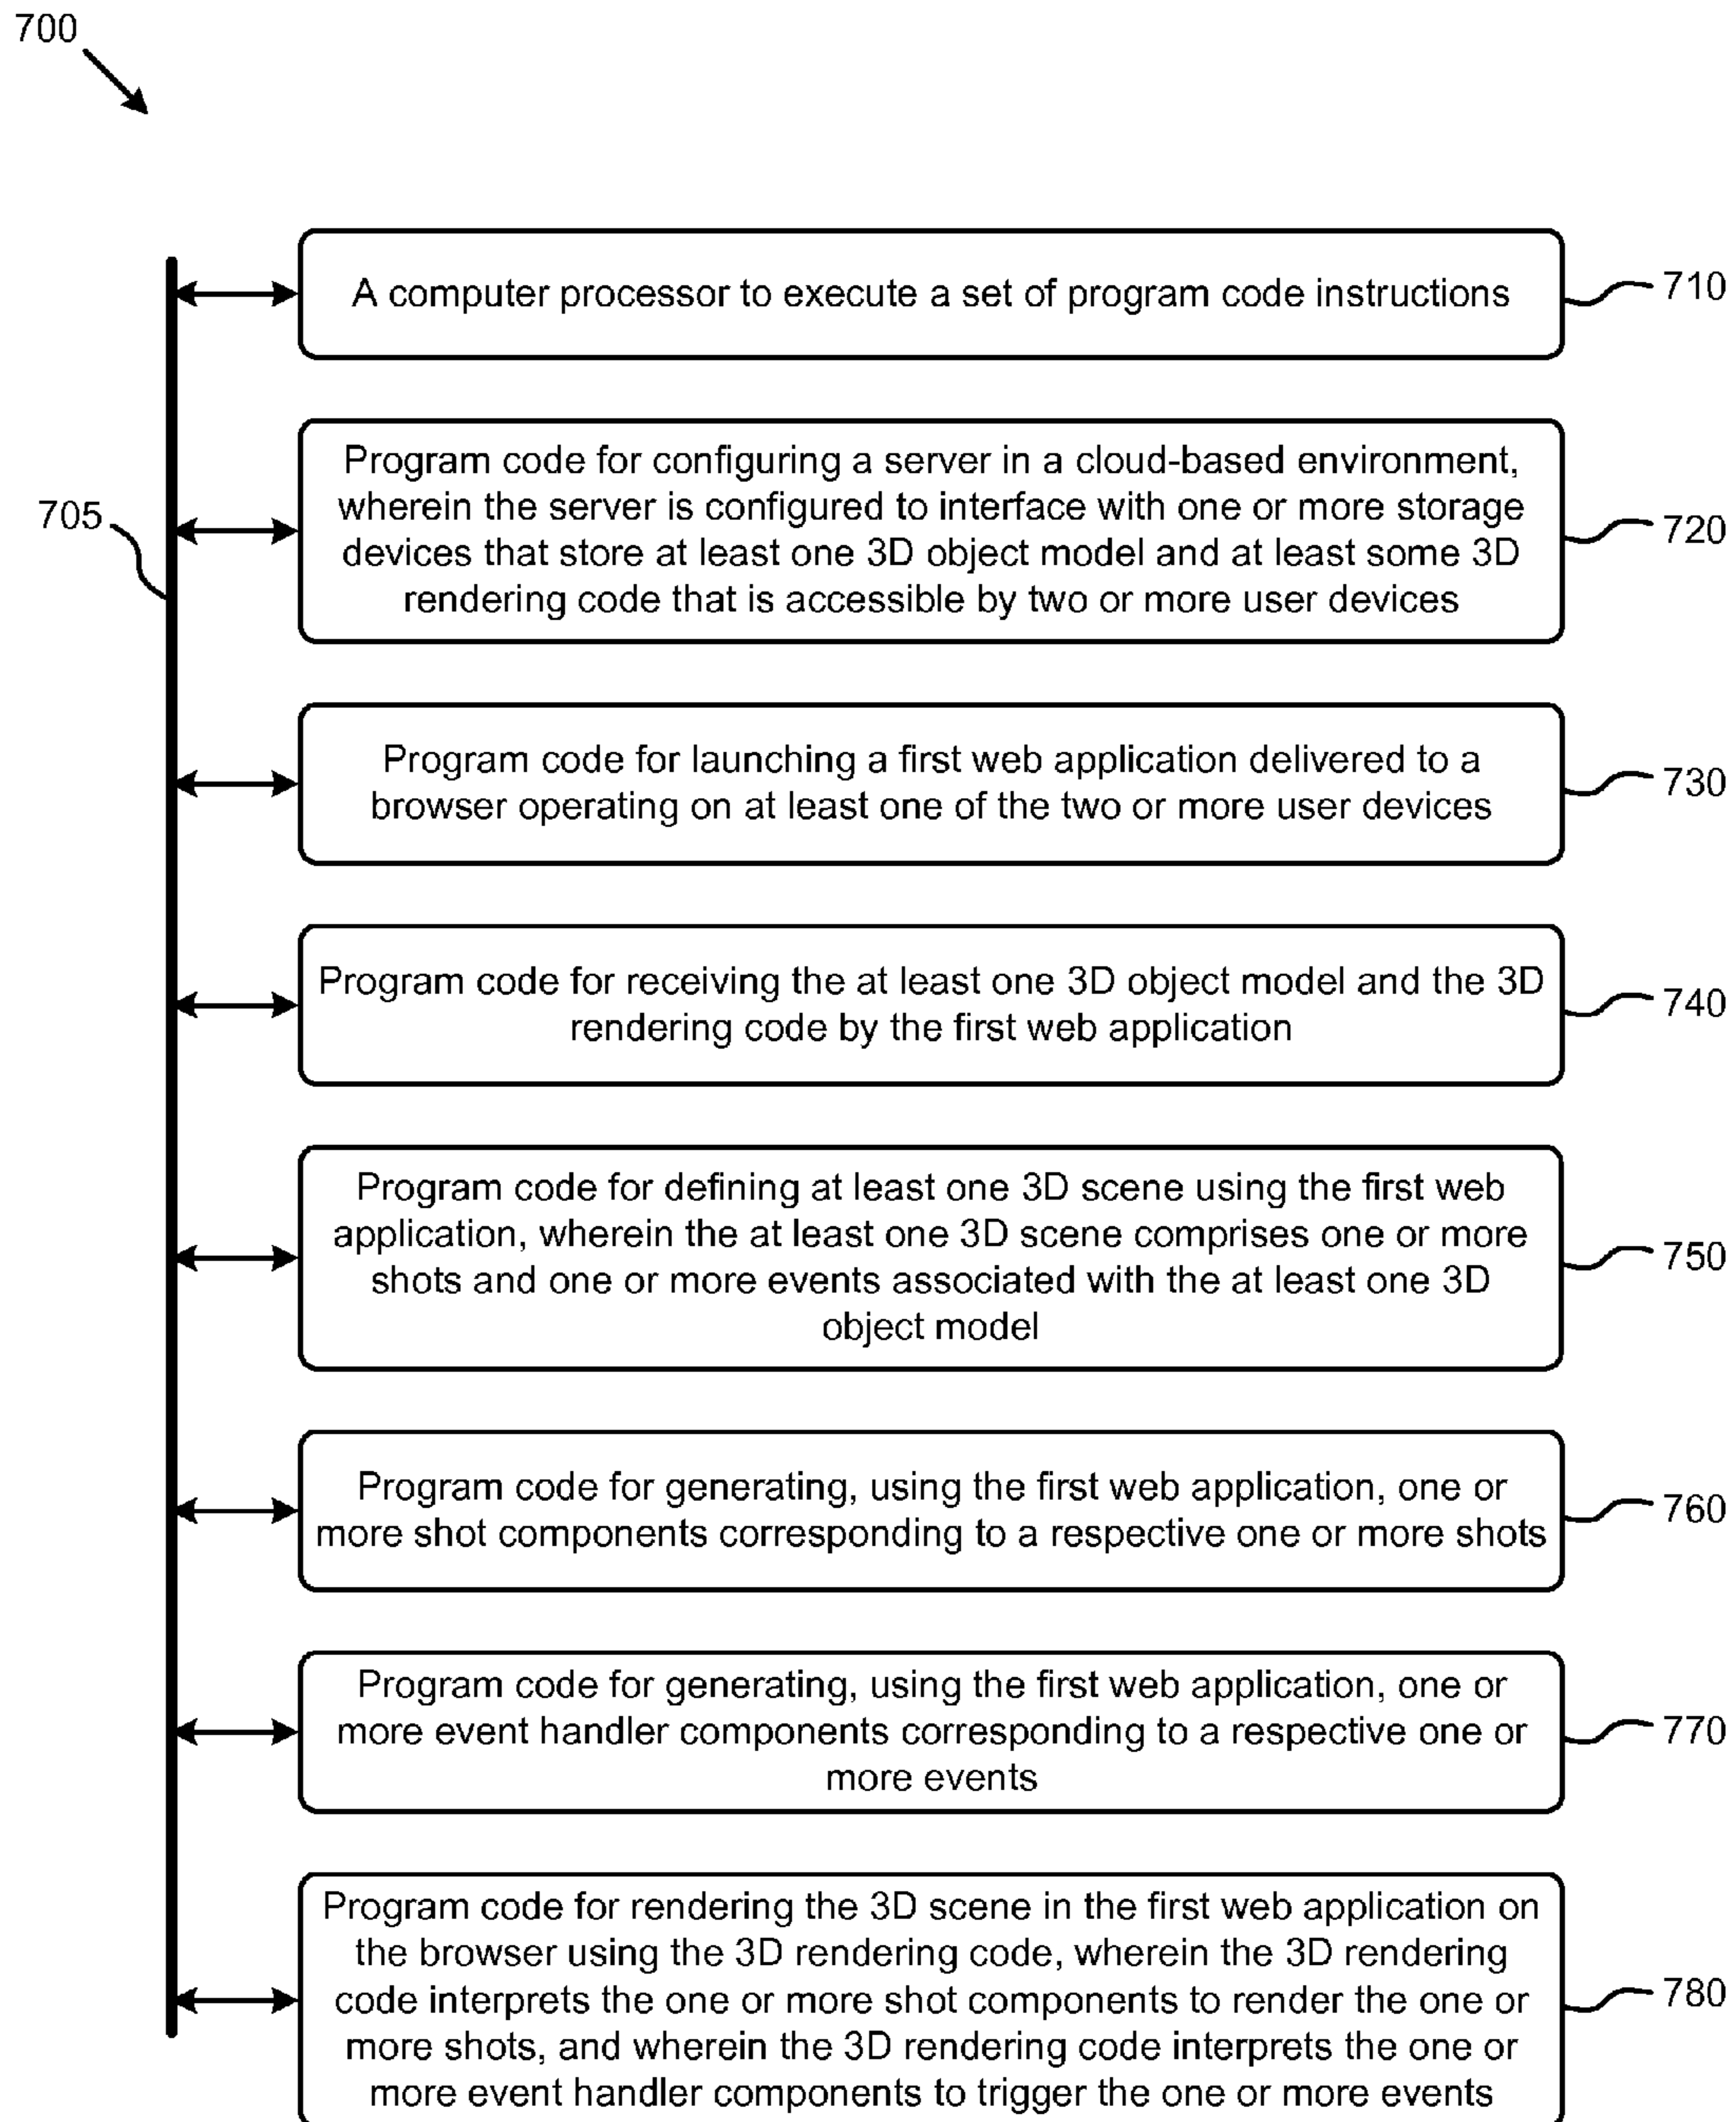 700
A computer processor to execute a set of program code instructions
710
Program code for configuring a server in a cloud-based environment,
wherein the server is configured to interface with one or more storage
devices that store at least one 3D object model and at least some 3D
rendering code that is accessible by two or more user devices
705
720
Program code for launching a first web application delivered to a
browser operating on at least one of the two or more user devices
730
Program code for receiving the at least one 3D object model and the 3D
rendering code by the first web application
740
Program code for defining at least one 3D scene using the first web
application, wherein the at least one 3D scene comprises one or more
shots and one or more events associated with the at least one 3D
object model
750
Program code for generating, using the first web application, one or
more shot components corresponding to a respective one or more shots
760
Program code for generating, using the first web application, one or
more event handler components corresponding to a respective one or
more events
770
Program code for rendering the 3D scene in the first web application on
the browser using the 3D rendering code, wherein the 3D rendering
code interprets the one or more shot components to render the one or
more shots, and wherein the 3D rendering code interprets the one or
more event handler components to trigger the one or more events
780